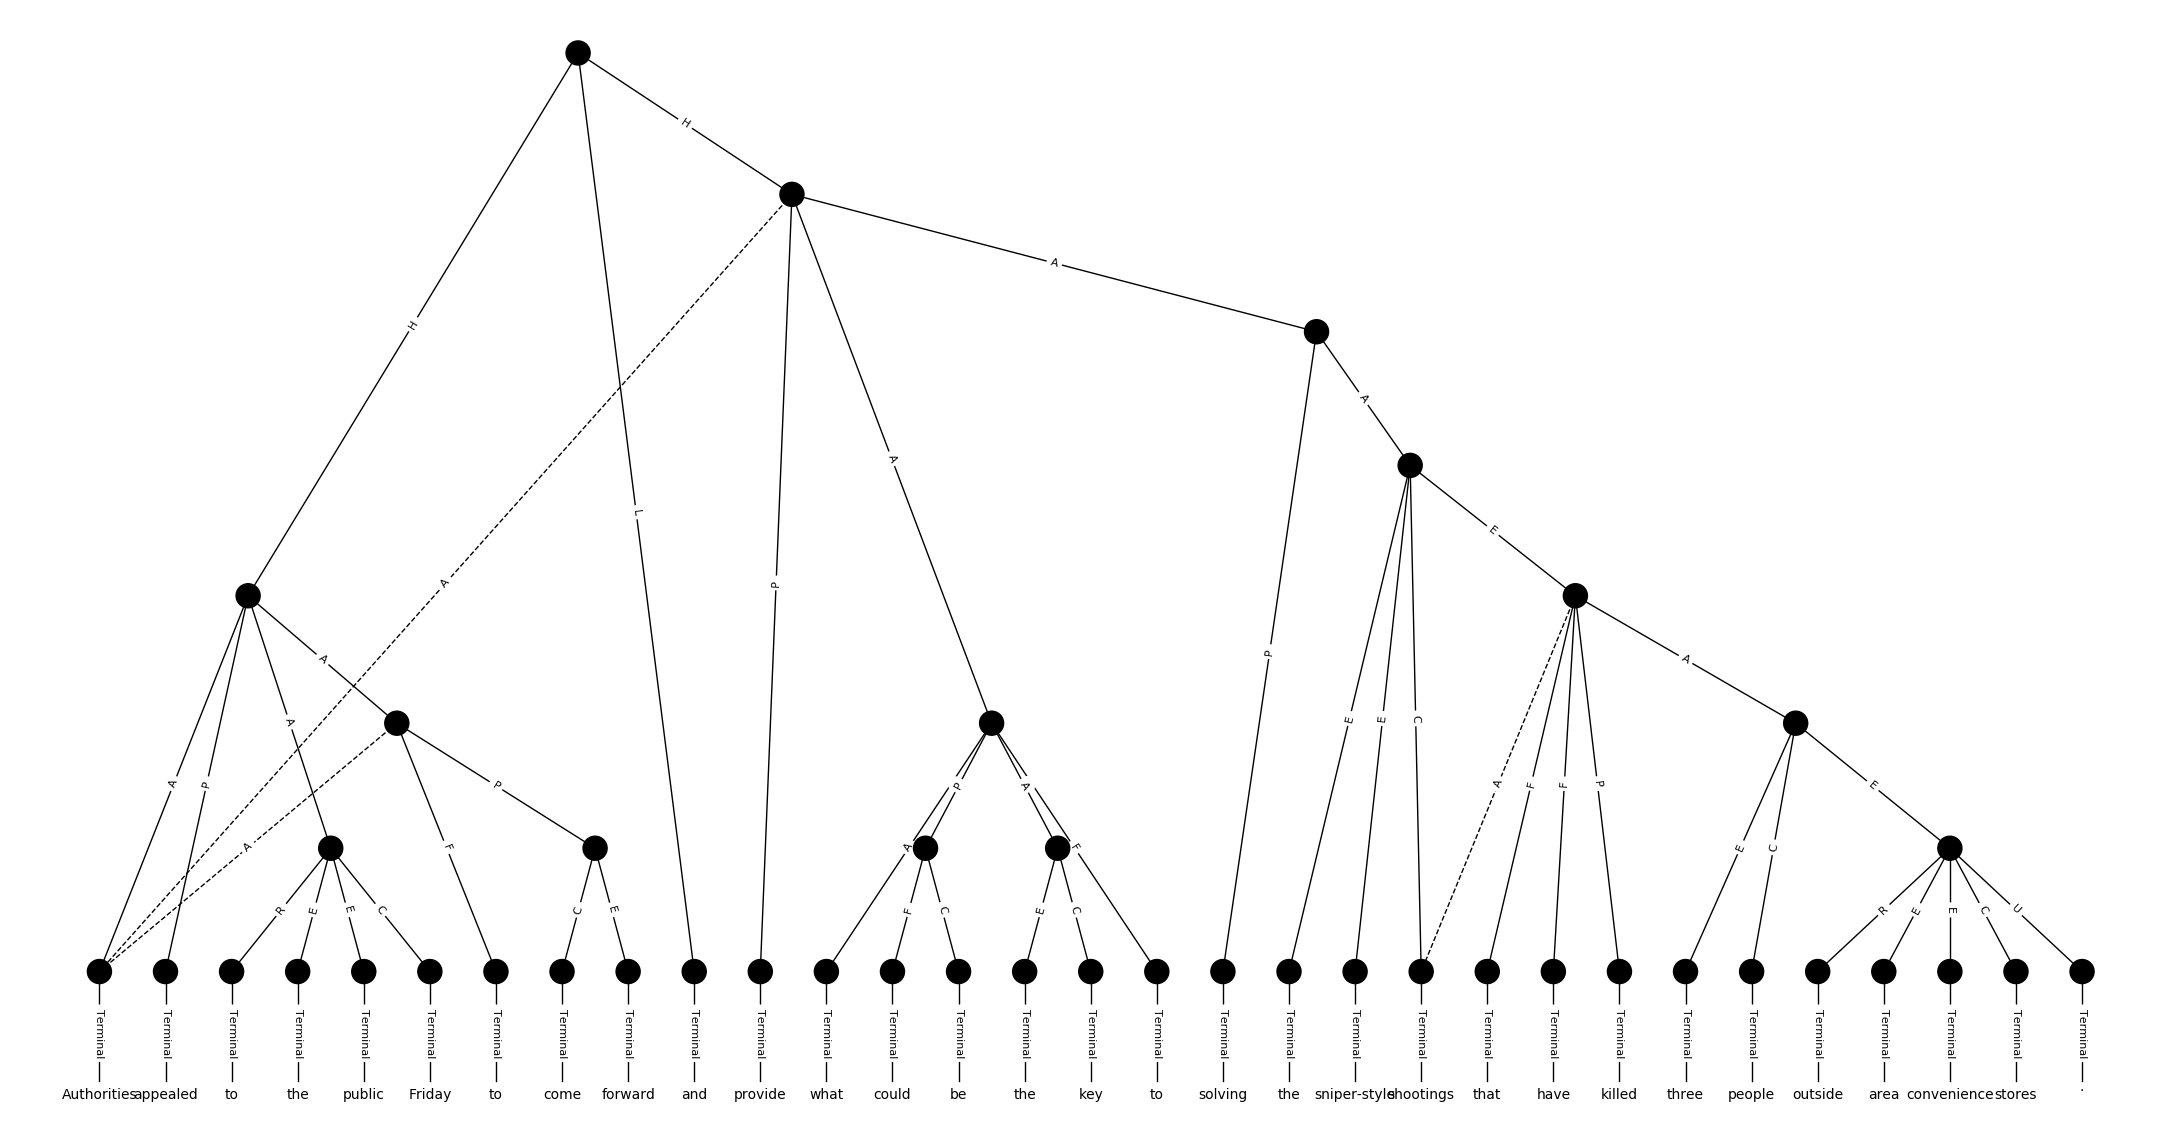 H
H
A
A
L
A
E
P
A
P
A
A
A
P
E
E
C
A
A
P
P
A
P
A
F
F
P
E
A
F
A
F
E
C
R
E
E
C
C
E
F
C
E
C
R
E
E
C
U
Terminal Terminal Terminal Terminal Terminal Terminal Terminal Terminal Terminal Terminal Terminal Terminal Terminal Terminal Terminal Terminal Terminal Terminal Terminal Terminal Terminal Terminal Terminal Terminal Terminal Terminal Terminal Terminal Terminal Terminal Terminal
Authorities appealed to the public Friday to come forward and provide what could be the key to solving the sniper-style shootings that have killed three people outside area convenience stores .